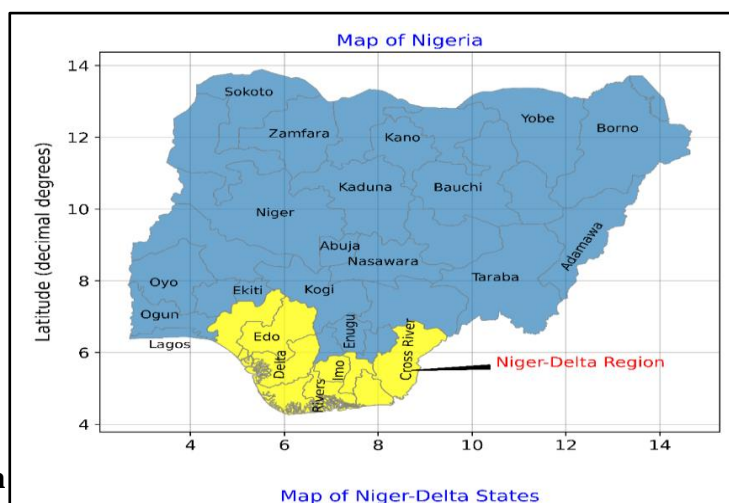 Map of Nigeria
14
12
10
8
6
4
Latitude (decimal degrees)
Sokoto
Zamfara
Kano
Yobe
Borno
Kaduna
Bauchi
Niger
Abuja
Nasawara
Adamawa
Oyo
Ekiti
Kogi
Taraba
Ogun
Lagos
Edo
Enugu
Delta
Imo
Rivers
Cross River
Niger-Delta Region
4
6
8
10
12
14
a
Map of Niger-Delta States